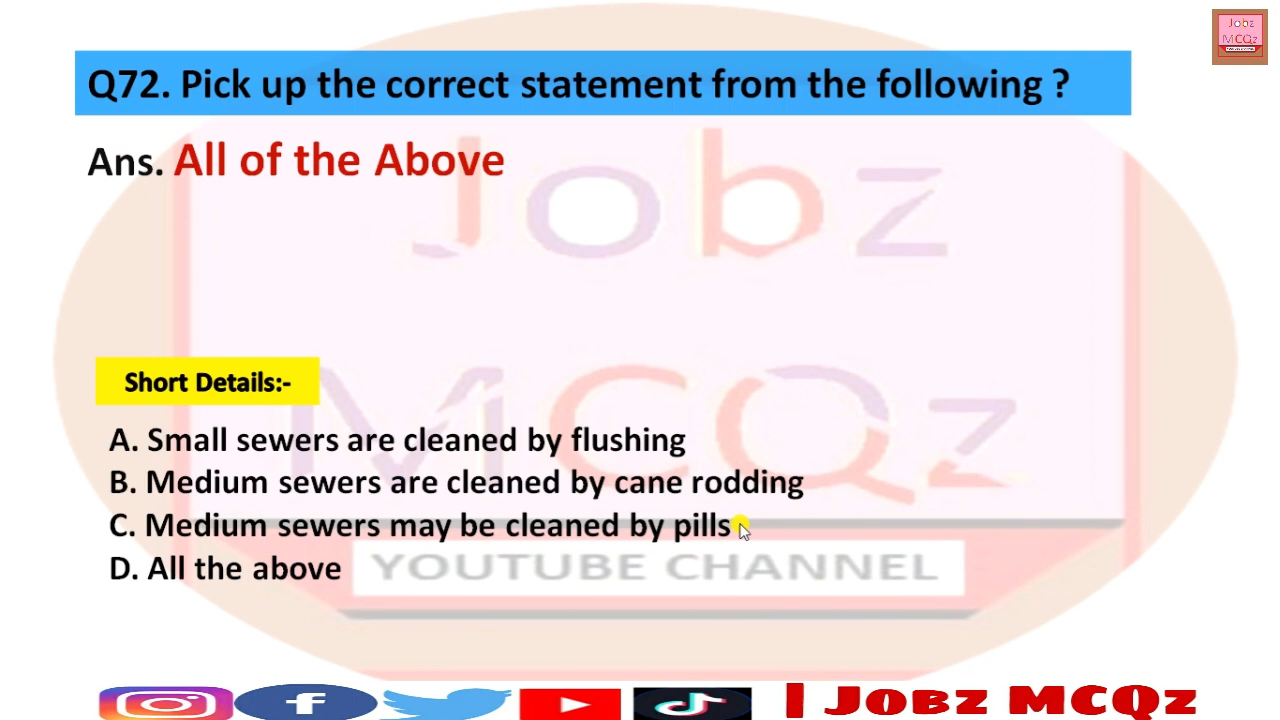 Jobz
MCQz
Q72. Pick up the correct statement from the following ?
Ans. All of the Above
Jobz
MCQz
Short Details:-
A. Small sewers are cleaned by flushing
B. Medium sewers are cleaned by cane rodding
C. Medium sewers may be cleaned by pills
D. All the above
YOUTUBE CHANNEL
| Jobz MCQz